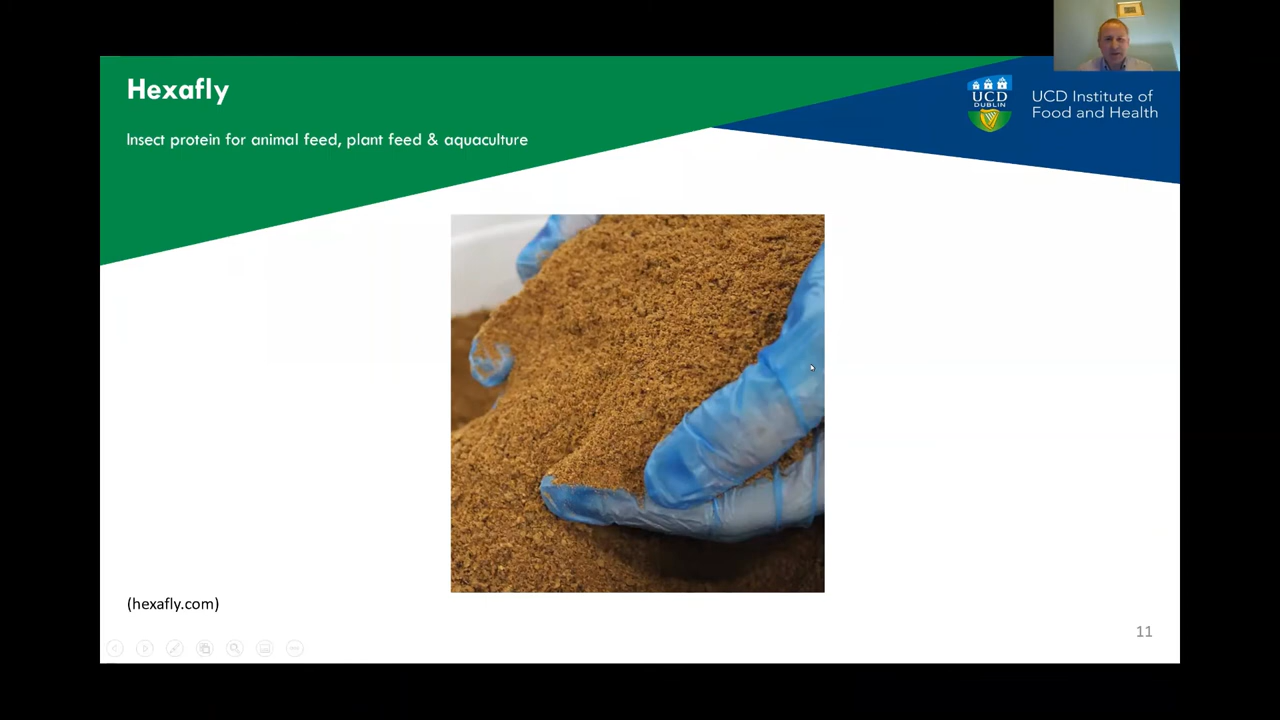 Hexafly
Insect protein for animal feed, plant feed & aquaculture
UCD
DUBLIN
UCD Institute of
Food and Health
(hexafly.com)
11